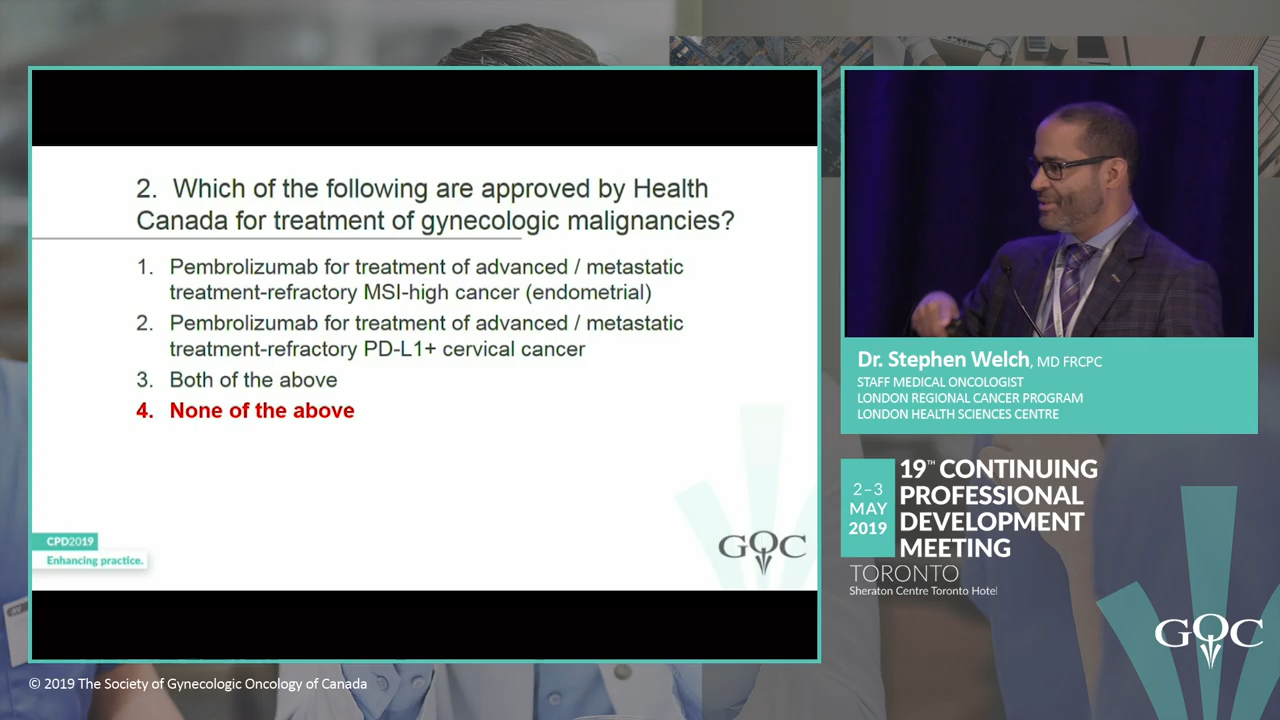 2. Which of the following are approved by Health
Canada for treatment of gynecologic malignancies?
1. Pembrolizumab for treatment of advanced / metastatic
treatment-refractory MSI-high cancer (endometrial)
2. Pembrolizumab for treatment of advanced / metastatic
treatment-refractory PD-L1+ cervical cancer
3. Both of the above
4. None of the above
CPD2019
Enhancing practice.
GOC
Dr. Stephen Welch, MD FRCPC
STAFF MEDICAL ONCOLOGIST
LONDON REGIONAL CANCER PROGRAM
LONDON HEALTH SCIENCES CENTRE
2–3
MAY
2019
19TH CONTINUING
PROFESSIONAL
DEVELOPMENT
MEETING
TORONTO
Sheraton Centre Toronto Hotel
GOC
© 2019 The Society of Gynecologic Oncology of Canada